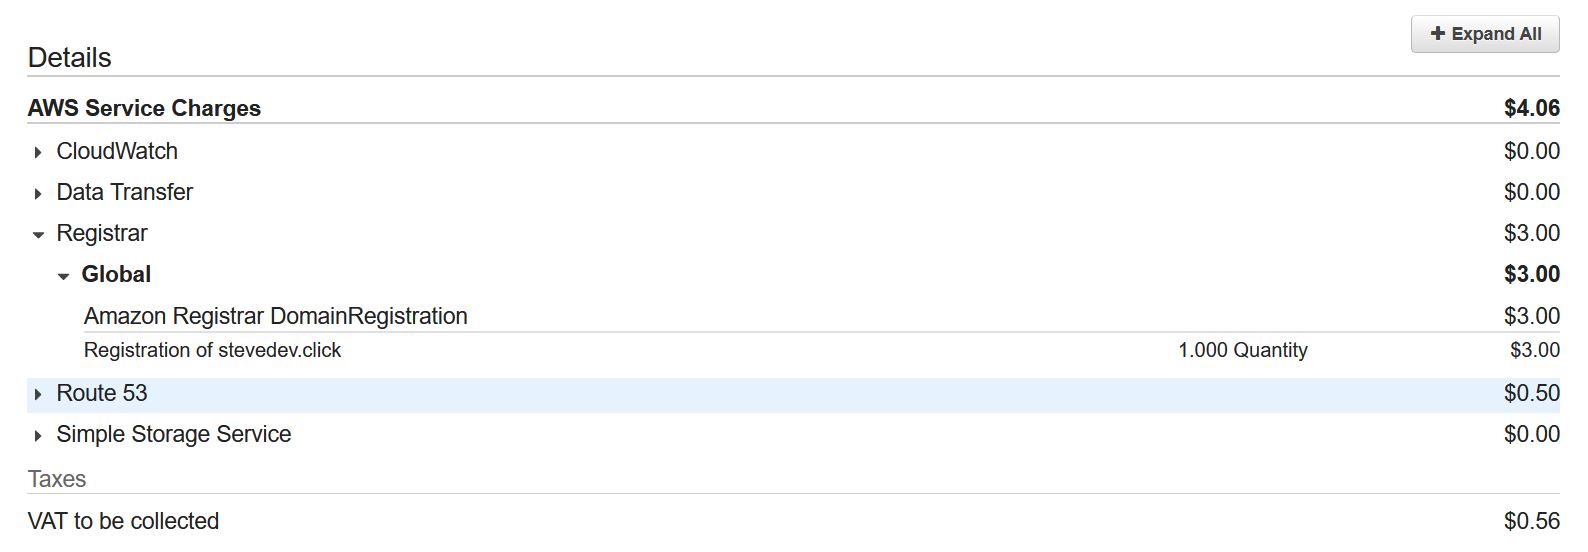 + Expand All
Details
AWS Service Charges $4.06
CloudWatch $0.00
Data Transfer $0.00
Registrar $3.00
Global $3.00
Amazon Registrar DomainRegistration $3.00
Registration of stevedev.click 1.000 Quantity $3.00
Route 53 $0.50
Simple Storage Service $0.00
Taxes
VAT to be collected $0.56